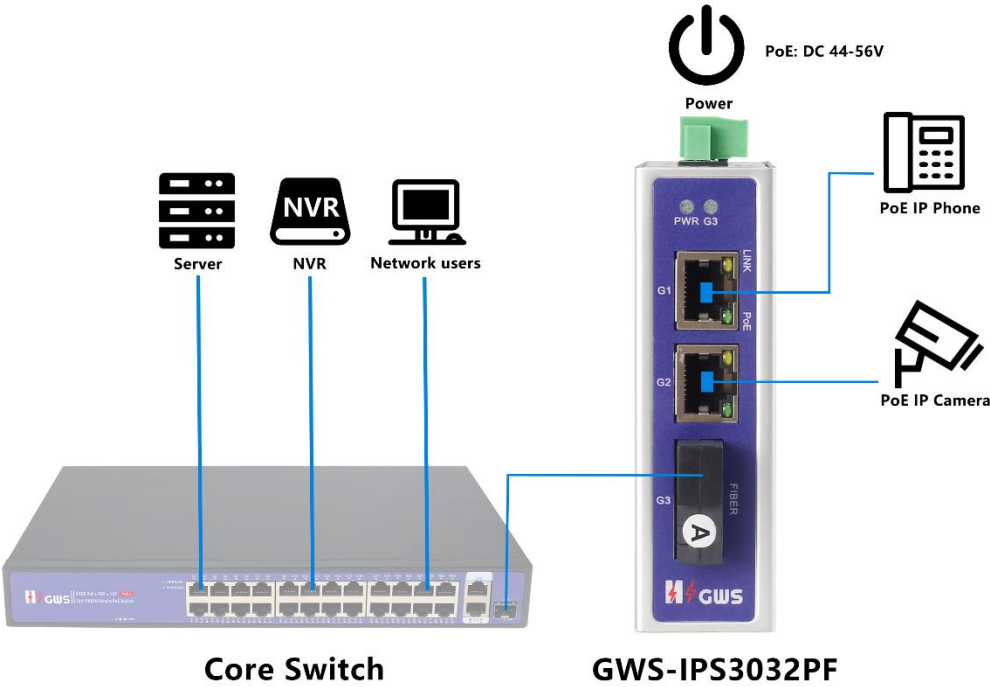 PoE: DC 44-56V
Power
PoE IP Phone
NVR
Server
NVR
Network users
PWR G3
LINK
G1
PoE
G2
PoE IP Camera
G3
FIBER
A
GWS
GWS
Core Switch
GWS-IPS3032PF